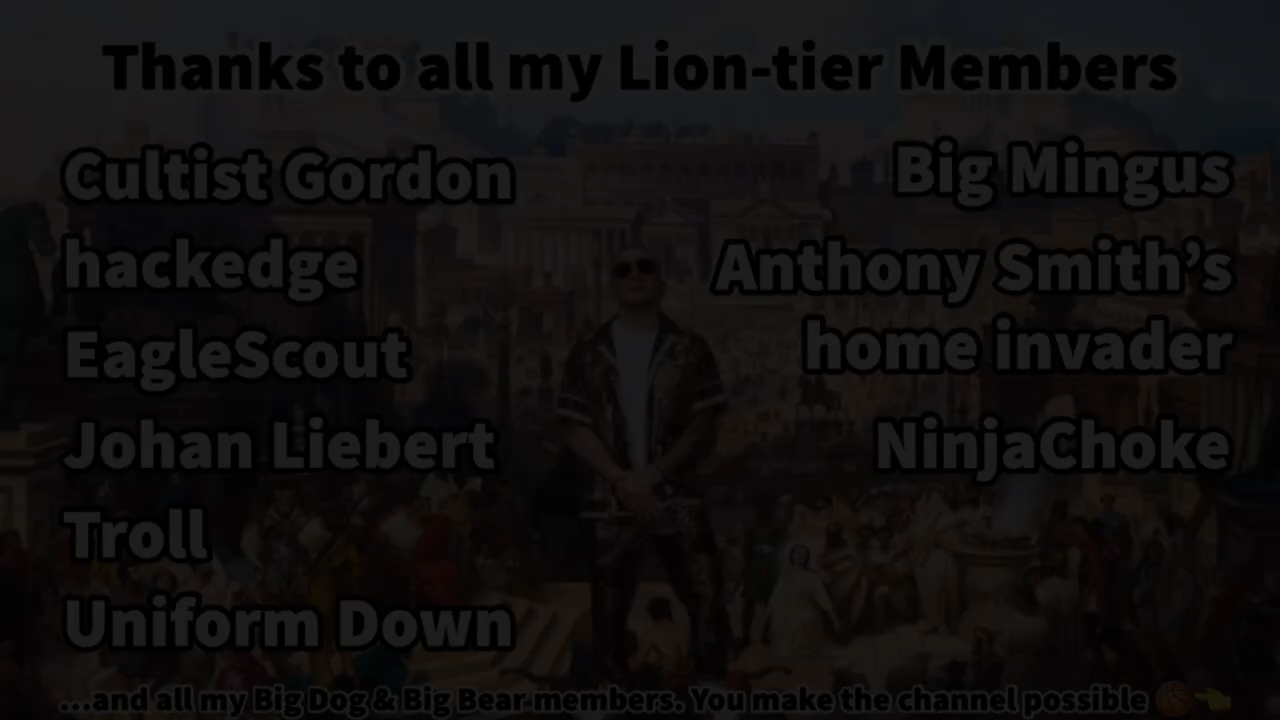 Thanks to all my Lion-tier Members
Cultist Gordon
hackedge
EagleScout
Johan Liebert
Troll
Uniform Down
Big Mingus
Anthony Smith’s
home invader
NinjaChoke
...and all my Big Dog & Big Bear members. You make the channel possible 🏀👈